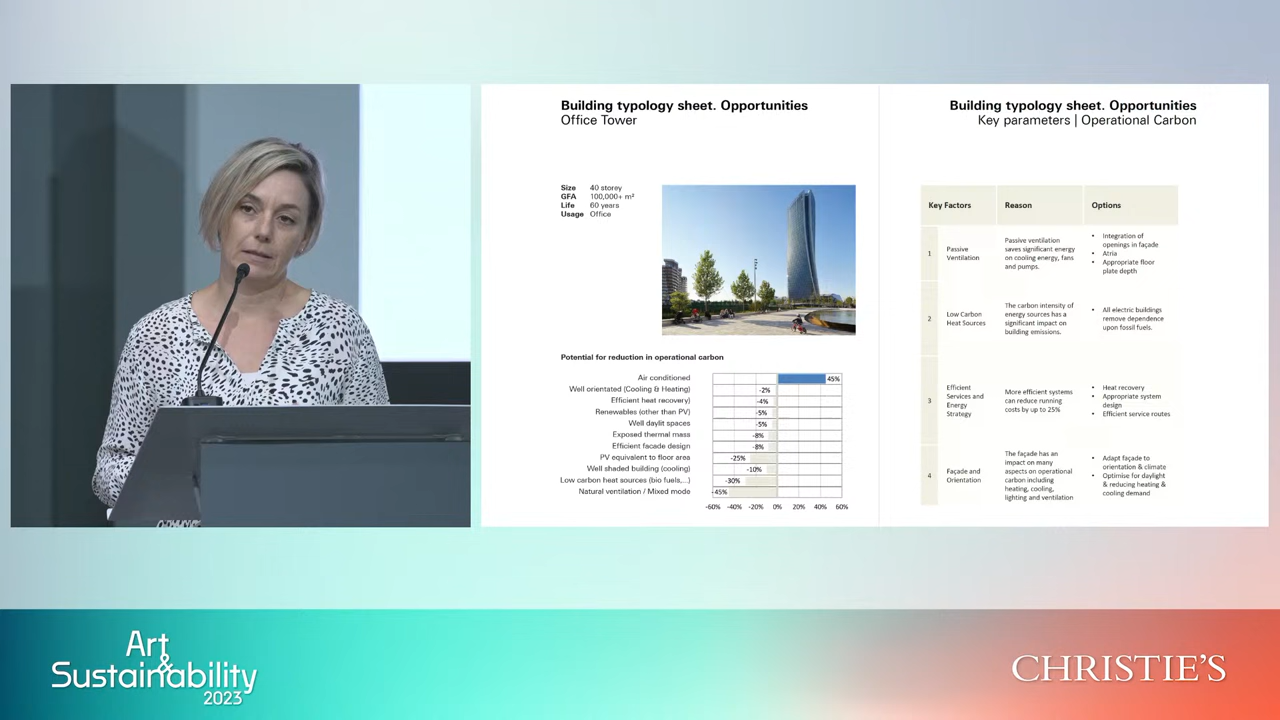 Building typology sheet. Opportunities
Office Tower
Size 40 storey
GFA 100,000+ m²
Life 60 years
Usage Office
Potential for reduction in operational carbon
Air conditioned 45%
Well orientated (Cooling & Heating) -2%
Efficient heat recovery) -4%
Renewables (other than PV) -5%
Well daylit spaces -5%
Exposed thermal mass -8%
Efficient facade design -8%
PV equivalent to floor area -25%
Well shaded building (cooling) -10%
Low carbon heat sources (bio fuels,...) -30%
Natural ventilation / Mixed mode -45%
-60% -40% -20% 0% 20% 40% 60%
Building typology sheet. Opportunities
Key parameters | Operational Carbon
Key Factors Reason Options
1
Passive
Ventilation
Passive ventilation
saves significant energy
on cooling energy, fans
and pumps.
• Integration of
openings in façade
• Atria
• Appropriate floor
plate depth
2
Low Carbon
Heat Sources
The carbon intensity of
energy sources has a
significant impact on
building emissions.
• All electric buildings
remove dependence
upon fossil fuels.
3
Efficient
Services and
Energy
Strategy
More efficient systems
can reduce running
costs by up to 25%
• Heat recovery
• Appropriate system
design
• Efficient service routes
4
Façade and
Orientation
The façade has an
impact on many
aspects on operational
carbon including
heating, cooling,
lighting and ventilation
• Adapt façade to
orientation & climate
• Optimise for daylight
& reducing heating &
cooling demand
Art
&
Sustainability
2023
CHRISTIE'S